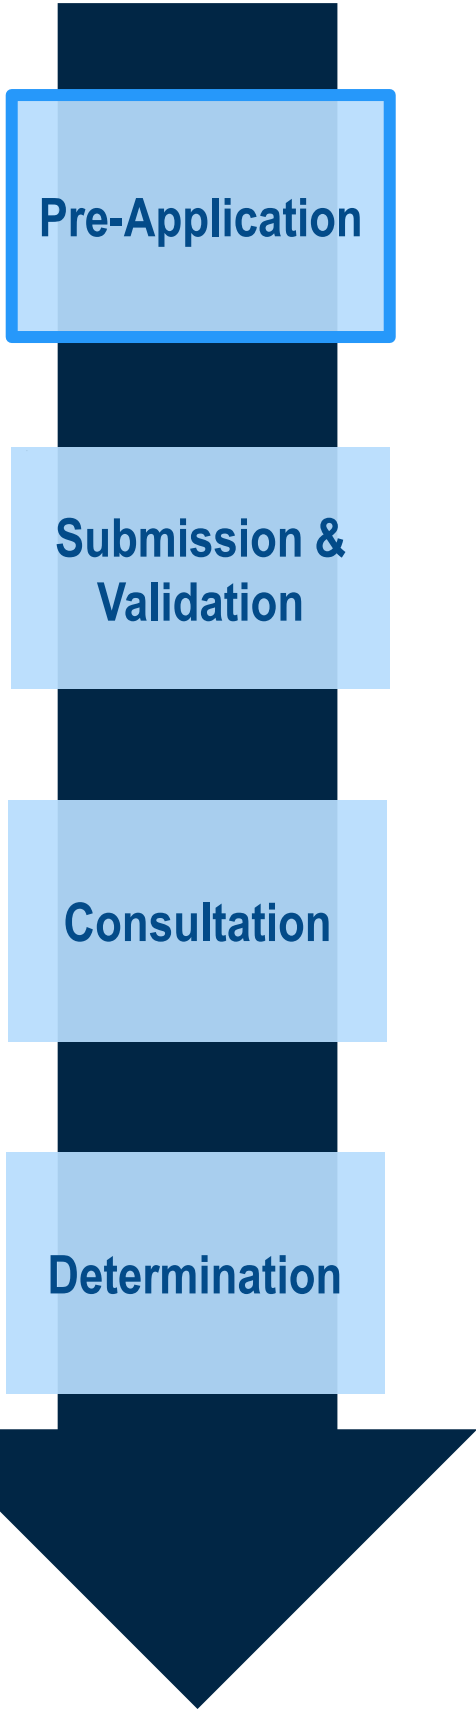 Pre-Application
Submission &
Validation
Consultation
Determination